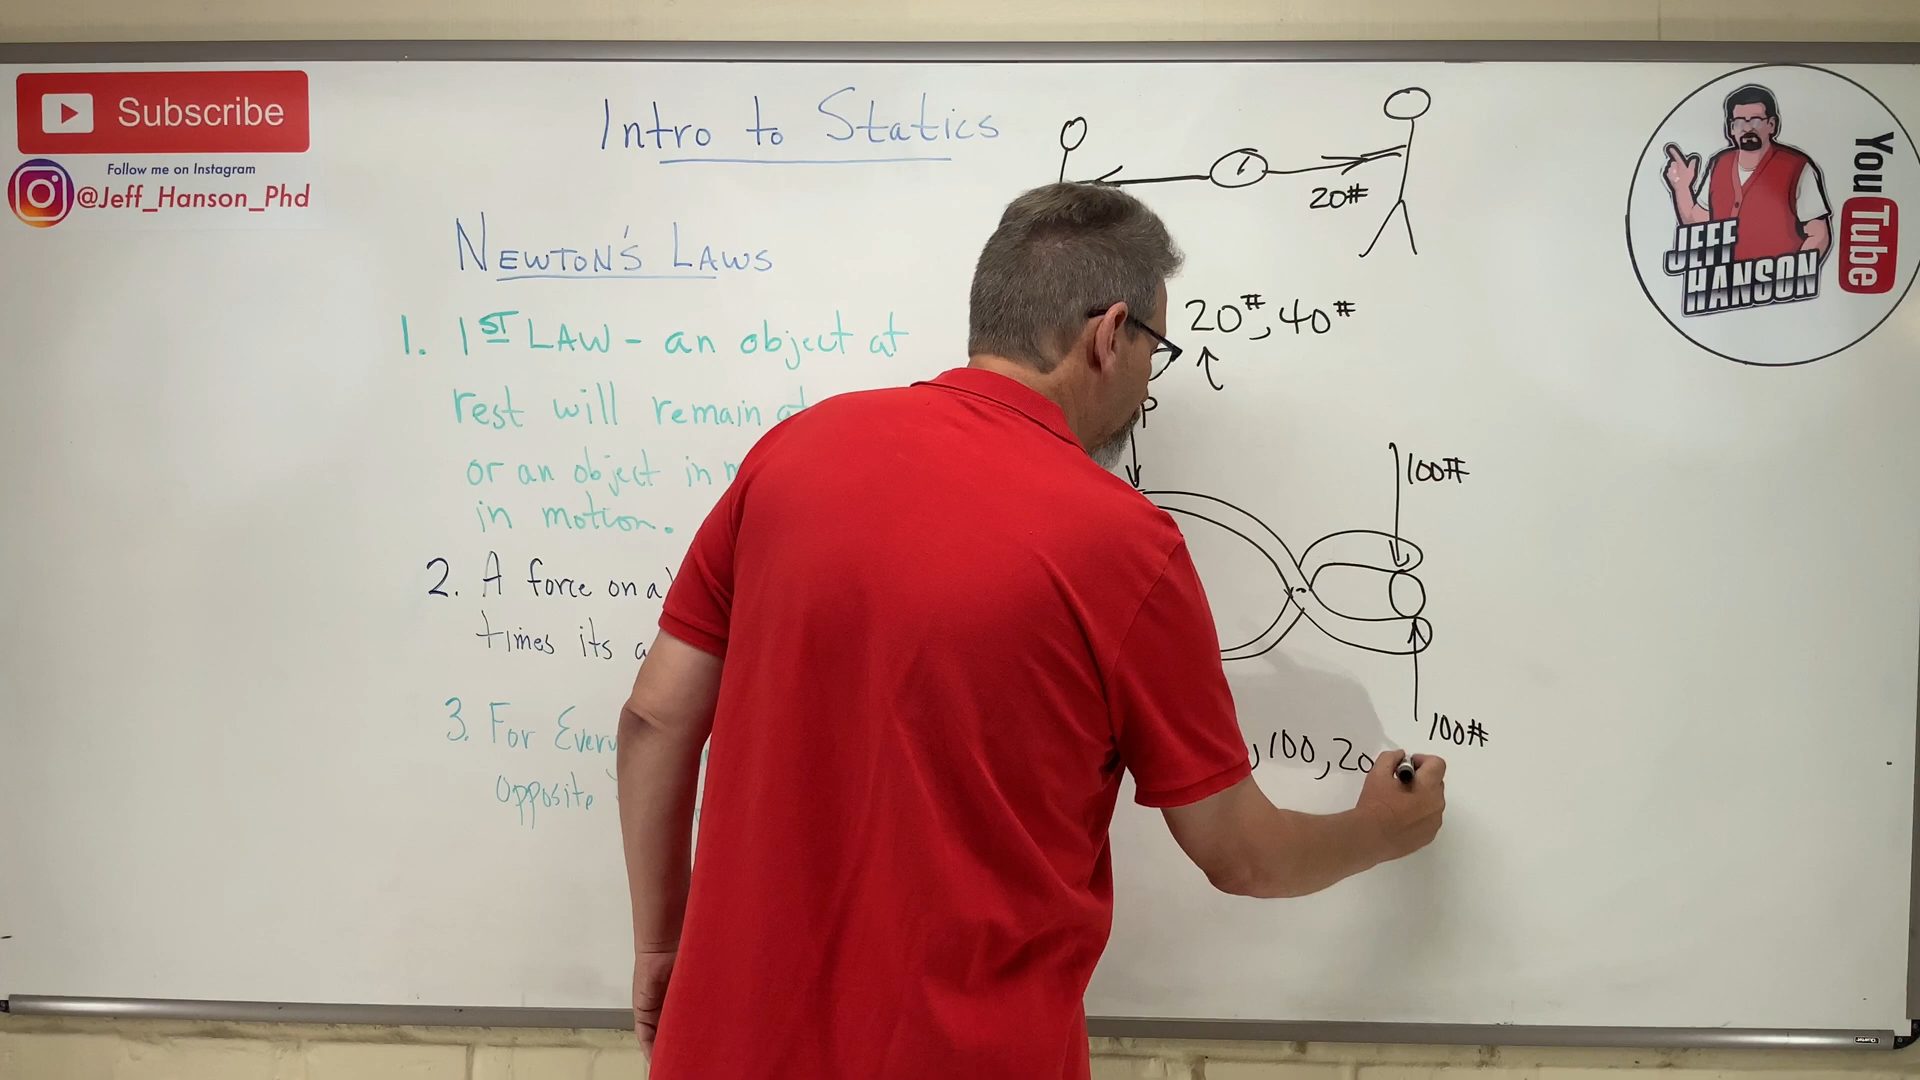 Subscribe
Follow me on Instagram
@Jeff_Hanson_Phd
Intro to Statics
20#
NEWTON'S LAWS
20#, 40#
1. 1ST LAW - an object at
rest will remain
or an object in
in motion.
P
100#
2. A force on
times its
100#
, 100, 20
3. For Every
opposite
JEFF
HANSON
YouTube